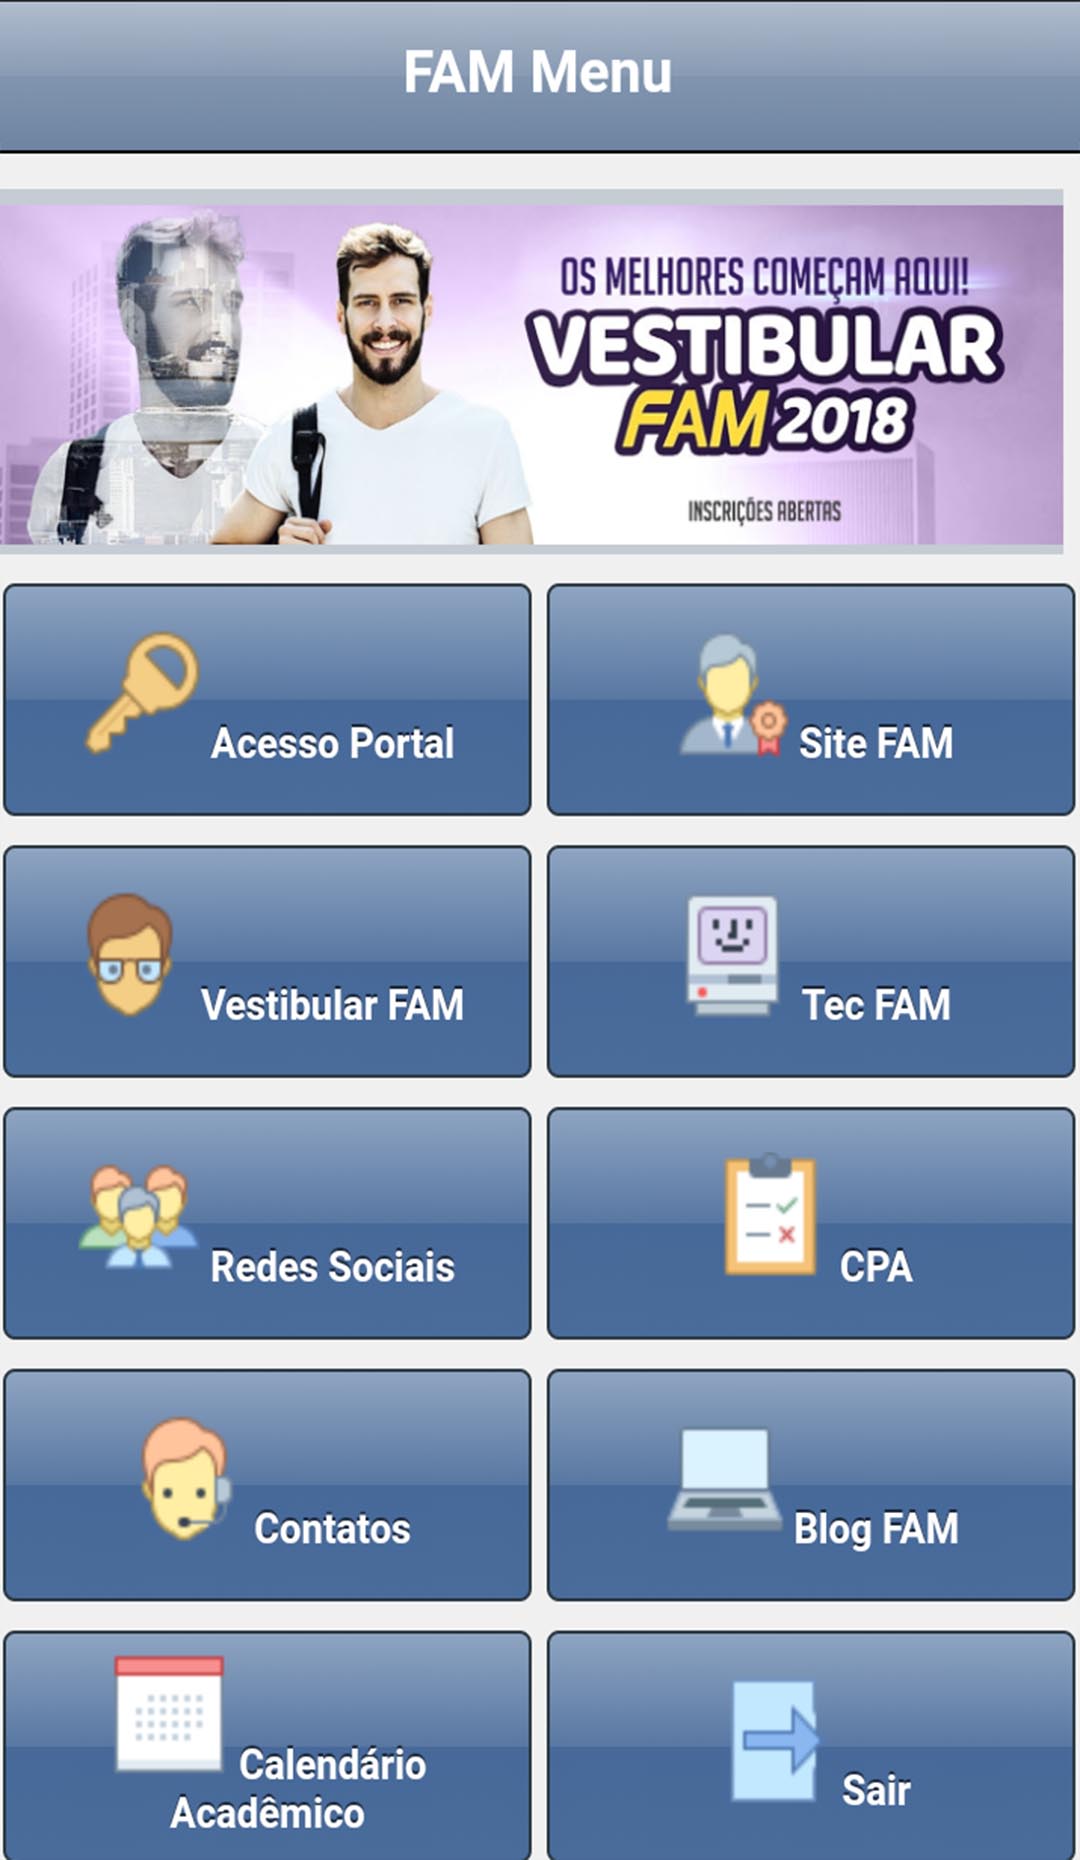 FAM Menu
OS MELHORES COMEÇAM AQUI!
VESTIBULAR
FAM 2018
INSCRIÇÕES ABERTAS
Acesso Portal
Site FAM
Vestibular FAM
Tec FAM
Redes Sociais
CPA
Contatos
Blog FAM
Calendário
Acadêmico
Sair